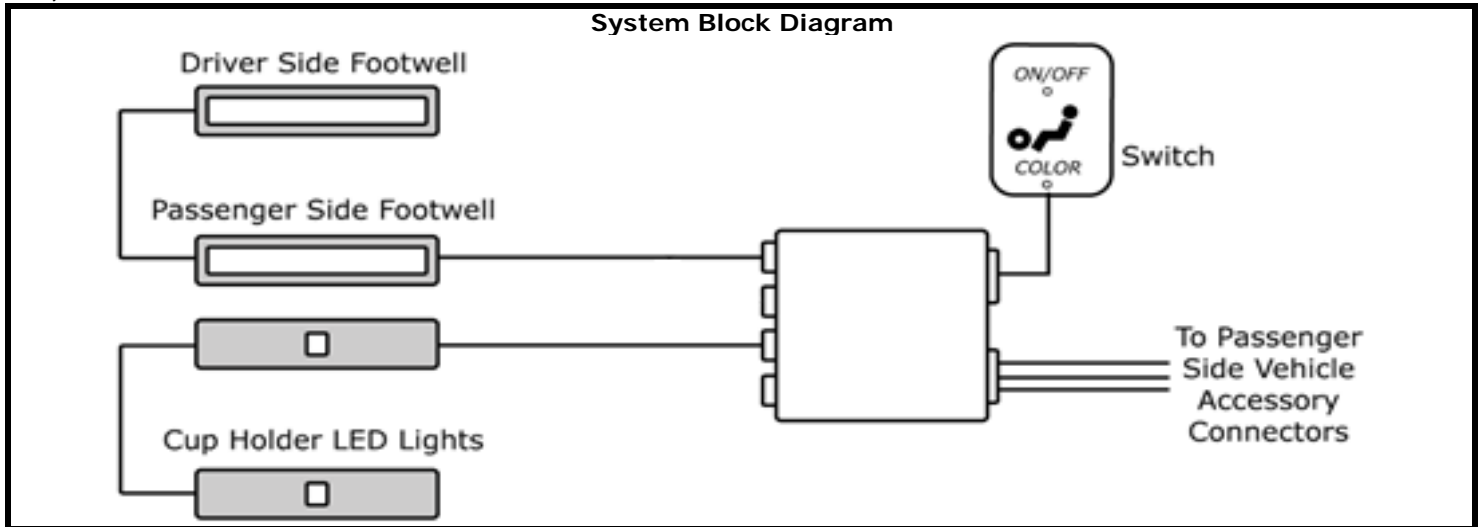 System Block Diagram
Driver Side Footwell
ON/OFF
COLOR
Switch
Passenger Side Footwell
To Passenger
Side Vehicle
Accessory
Connectors
Cup Holder LED Lights